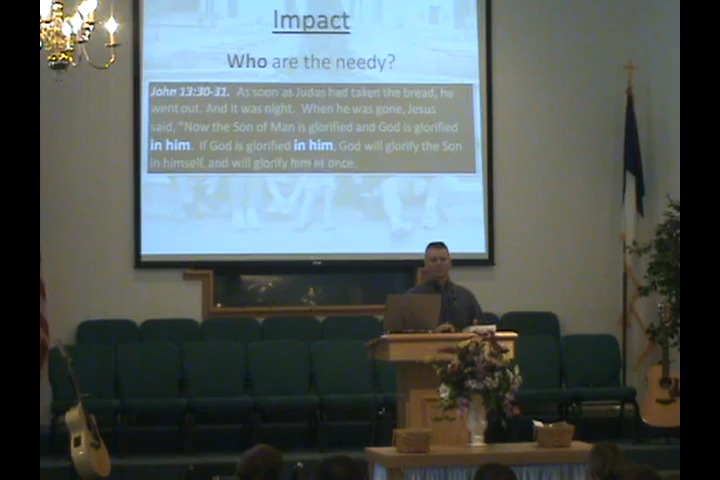 Impact
Who are the needy?
John 13:30-31. As soon as Judas had taken the bread, he
went out. And it was night. When he was gone, Jesus
said, "Now the Son of Man is glorified and God is glorified
in him. If God is glorified in him, God will glorify the Son
in himself, and will glorify him at once.